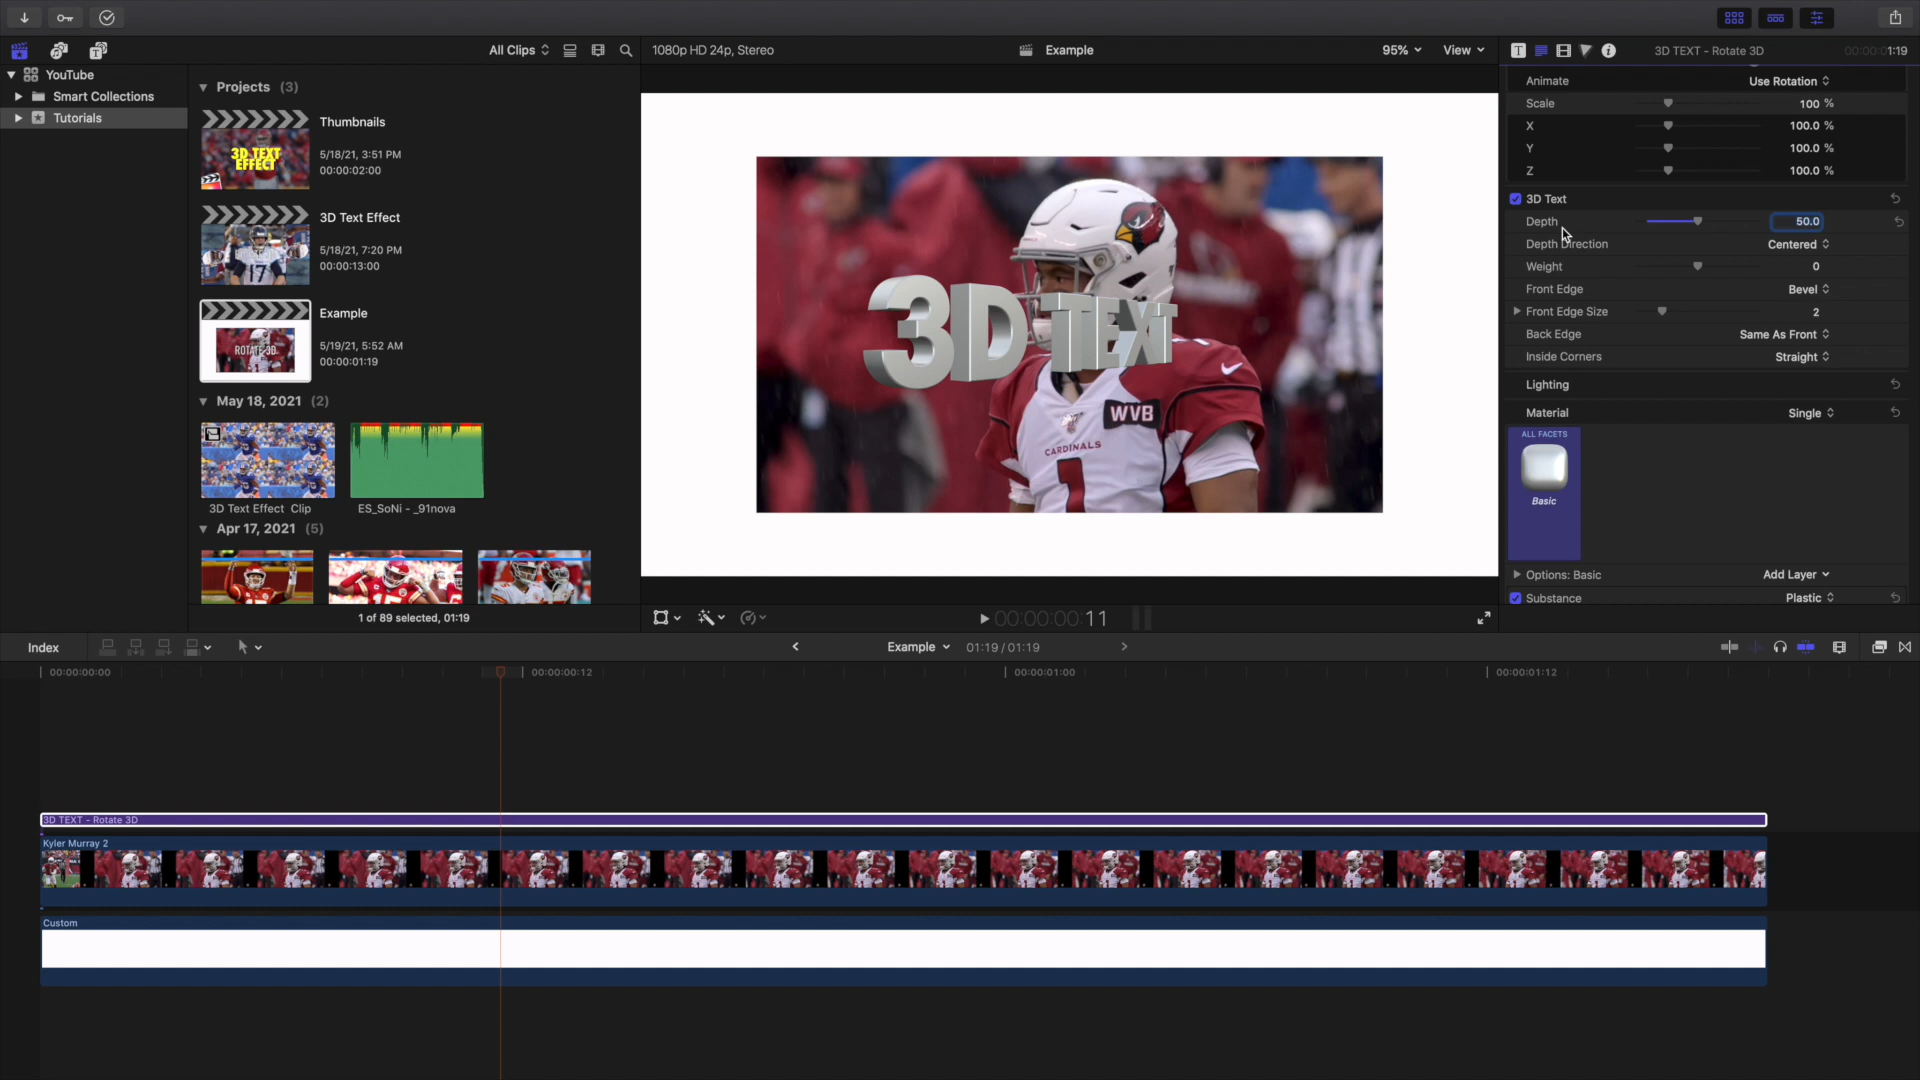 All Clips
1080p HD 24p, Stereo
Example
95%
View
3D TEXT - Rotate 3D
00:00:01:19
YouTube
Smart Collections
Tutorials
Projects (3)
Thumbnails
5/18/21, 3:51 PM
00:00:02:00
3D TEXT
EFFECT
3D Text Effect
5/18/21, 7:20 PM
00:00:13:00
17
Example
5/19/21, 5:52 AM
00:00:01:19
ROTATE 3D
May 18, 2021 (2)
3D Text Effect Clip
ES_SoNi - _91nova
Apr 17, 2021 (5)
1 of 89 selected, 01:19
3D TEXT
WVB
CARDINALS
1
00:00:00:11
Animate
Use Rotation
Scale
100 %
X
100.0 %
Y
100.0 %
Z
100.0 %
3D Text
Depth
50.0
Depth Direction
Centered
Weight
0
Front Edge
Bevel
Front Edge Size
2
Back Edge
Same As Front
Inside Corners
Straight
Lighting
Material
Single
ALL FACETS
Basic
Options: Basic
Add Layer
Substance
Plastic
Index
Example
01:19 / 01:19
00:00:00:00
00:00:00:12
00:00:01:00
00:00:01:12
3D TEXT - Rotate 3D
Kyler Murray 2
Custom